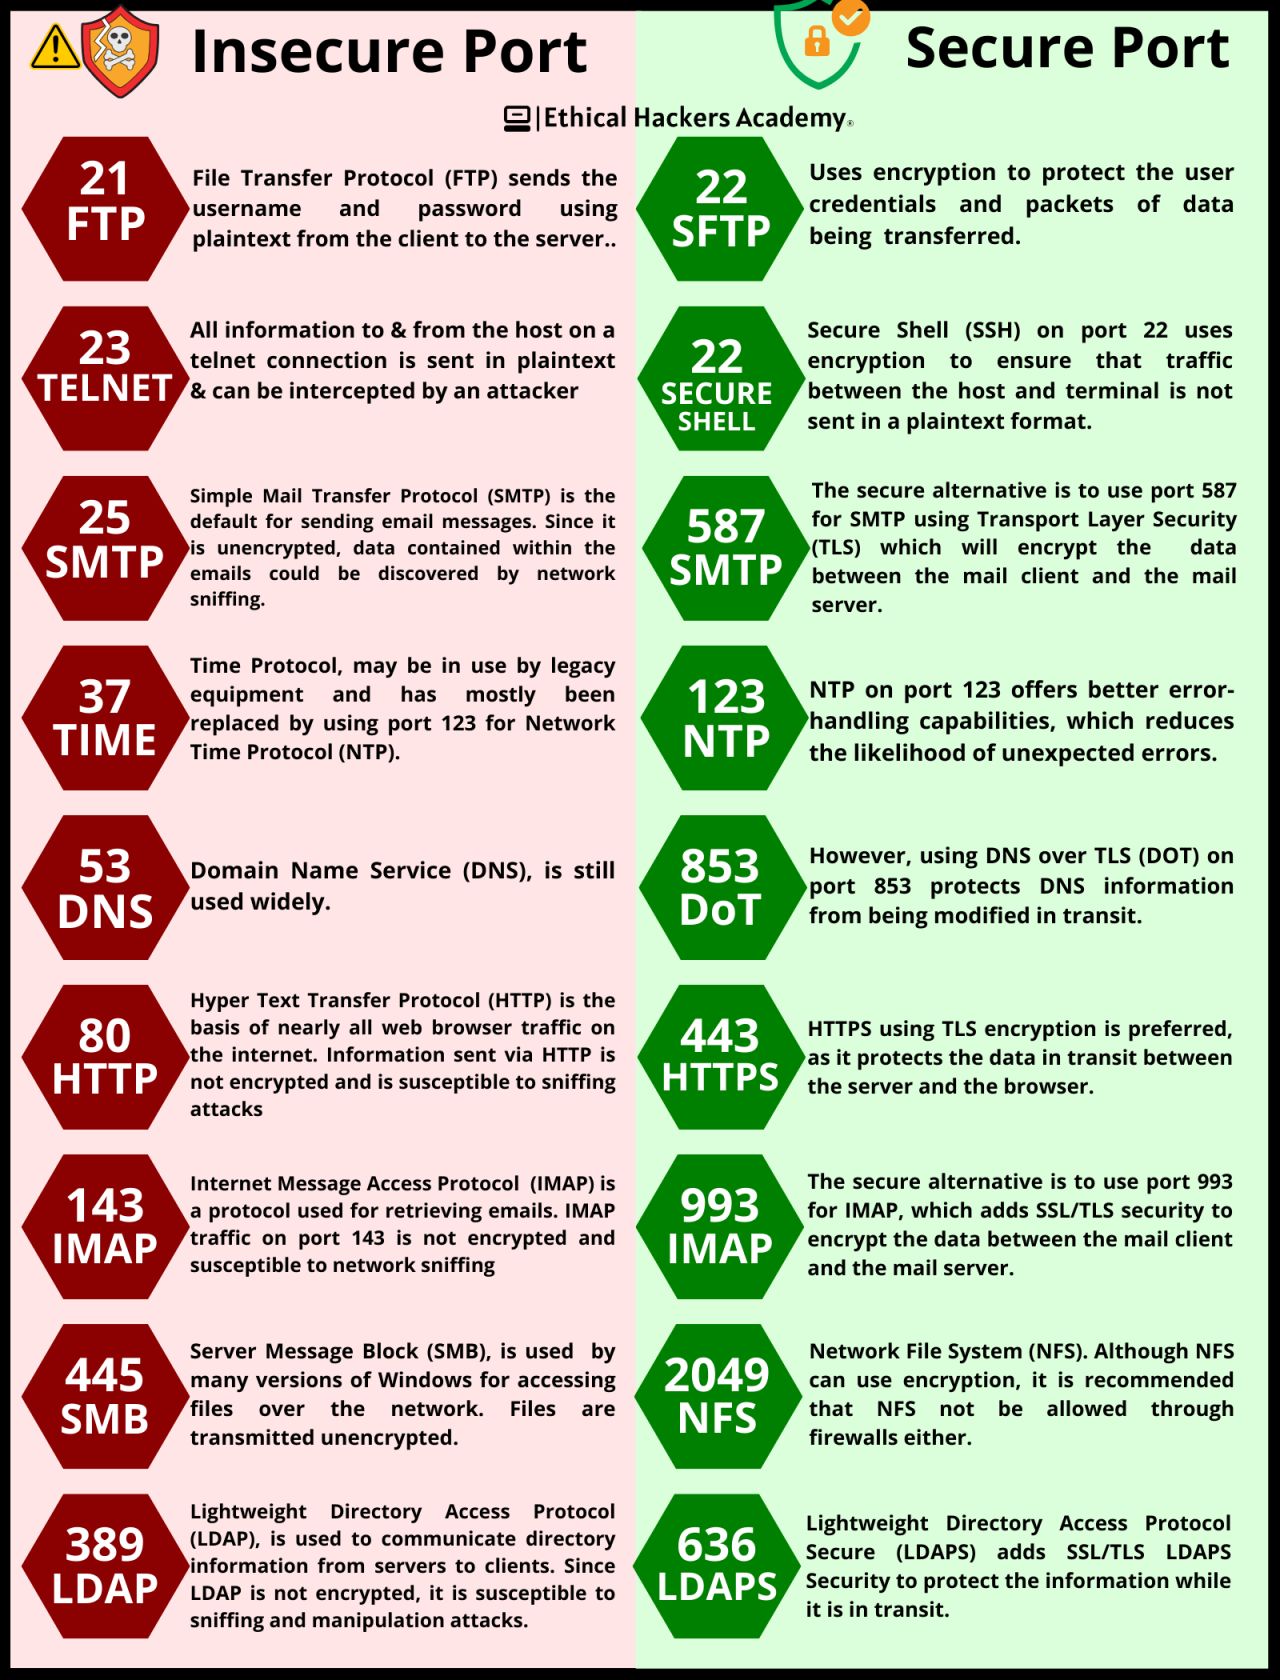 Insecure Port
Secure Port
|Ethical Hackers Academy®
21
FTP
File Transfer Protocol (FTP) sends the
username and password using
plaintext from the client to the server..
22
SFTP
Uses encryption to protect the user
credentials and packets of data
being transferred.
23
TELNET
All information to & from the host on a
telnet connection is sent in plaintext
& can be intercepted by an attacker
22
SECURE
SHELL
Secure Shell (SSH) on port 22 uses
encryption to ensure that traffic
between the host and terminal is not
sent in a plaintext format.
25
SMTP
Simple Mail Transfer Protocol (SMTP) is the
default for sending email messages. Since it
is unencrypted, data contained within the
emails could be discovered by network
sniffing.
587
SMTP
The secure alternative is to use port 587
for SMTP using Transport Layer Security
(TLS) which will encrypt the data
between the mail client and the mail
server.
37
TIME
Time Protocol, may be in use by legacy
equipment and has mostly been
replaced by using port 123 for Network
Time Protocol (NTP).
123
NTP
NTP on port 123 offers better error-
handling capabilities, which reduces
the likelihood of unexpected errors.
53
DNS
Domain Name Service (DNS), is still
used widely.
853
DoT
However, using DNS over TLS (DOT) on
port 853 protects DNS information
from being modified in transit.
80
HTTP
Hyper Text Transfer Protocol (HTTP) is the
basis of nearly all web browser traffic on
the internet. Information sent via HTTP is
not encrypted and is susceptible to sniffing
attacks
443
HTTPS
HTTPS using TLS encryption is preferred,
as it protects the data in transit between
the server and the browser.
143
IMAP
Internet Message Access Protocol (IMAP) is
a protocol used for retrieving emails. IMAP
traffic on port 143 is not encrypted and
susceptible to network sniffing
993
IMAP
The secure alternative is to use port 993
for IMAP, which adds SSL/TLS security to
encrypt the data between the mail client
and the mail server.
445
SMB
Server Message Block (SMB), is used by
many versions of Windows for accessing
files over the network. Files are
transmitted unencrypted.
2049
NFS
Network File System (NFS). Although NFS
can use encryption, it is recommended
that NFS not be allowed through
firewalls either.
389
LDAP
Lightweight Directory Access Protocol
(LDAP), is used to communicate directory
information from servers to clients. Since
LDAP is not encrypted, it is susceptible to
sniffing and manipulation attacks.
636
LDAPS
Lightweight Directory Access Protocol
Secure (LDAPS) adds SSL/TLS LDAPS
Security to protect the information while
it is in transit.